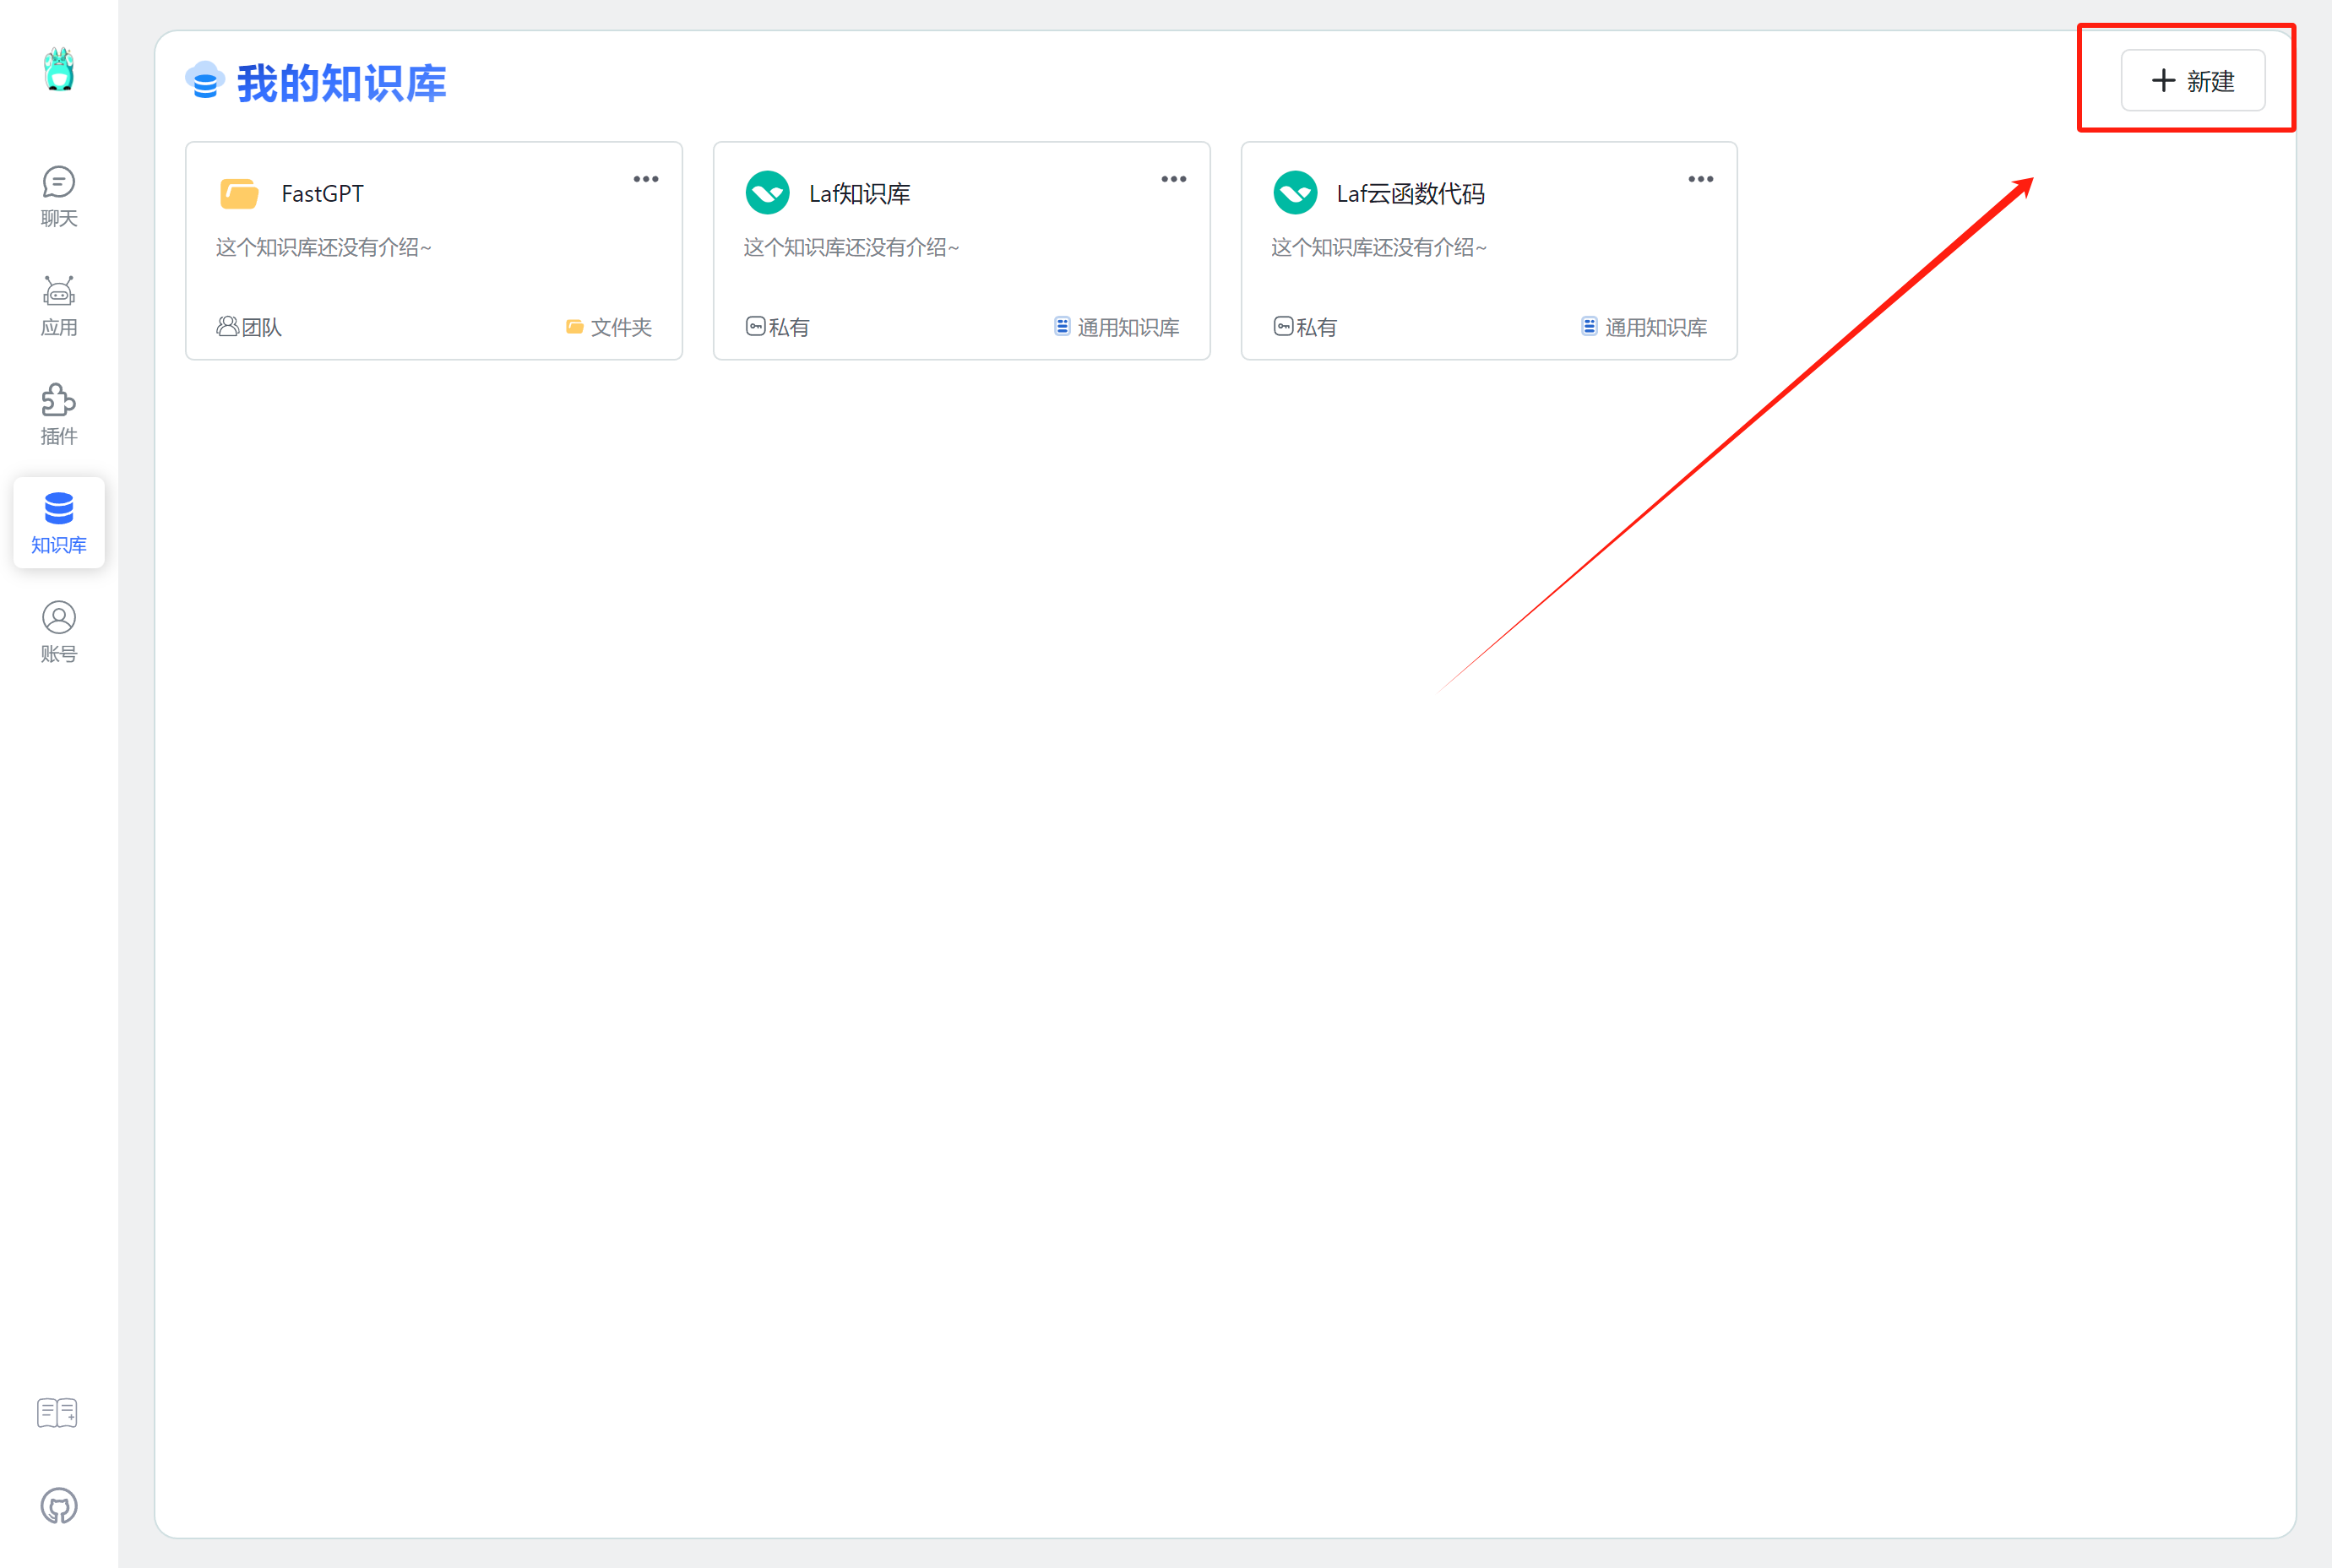 我的知识库
新建
聊天
应用
插件
知识库
账号
FastGPT
这个知识库还没有介绍~
团队
文件夹
Laf知识库
这个知识库还没有介绍~
私有
通用知识库
Laf云函数代码
这个知识库还没有介绍~
私有
通用知识库